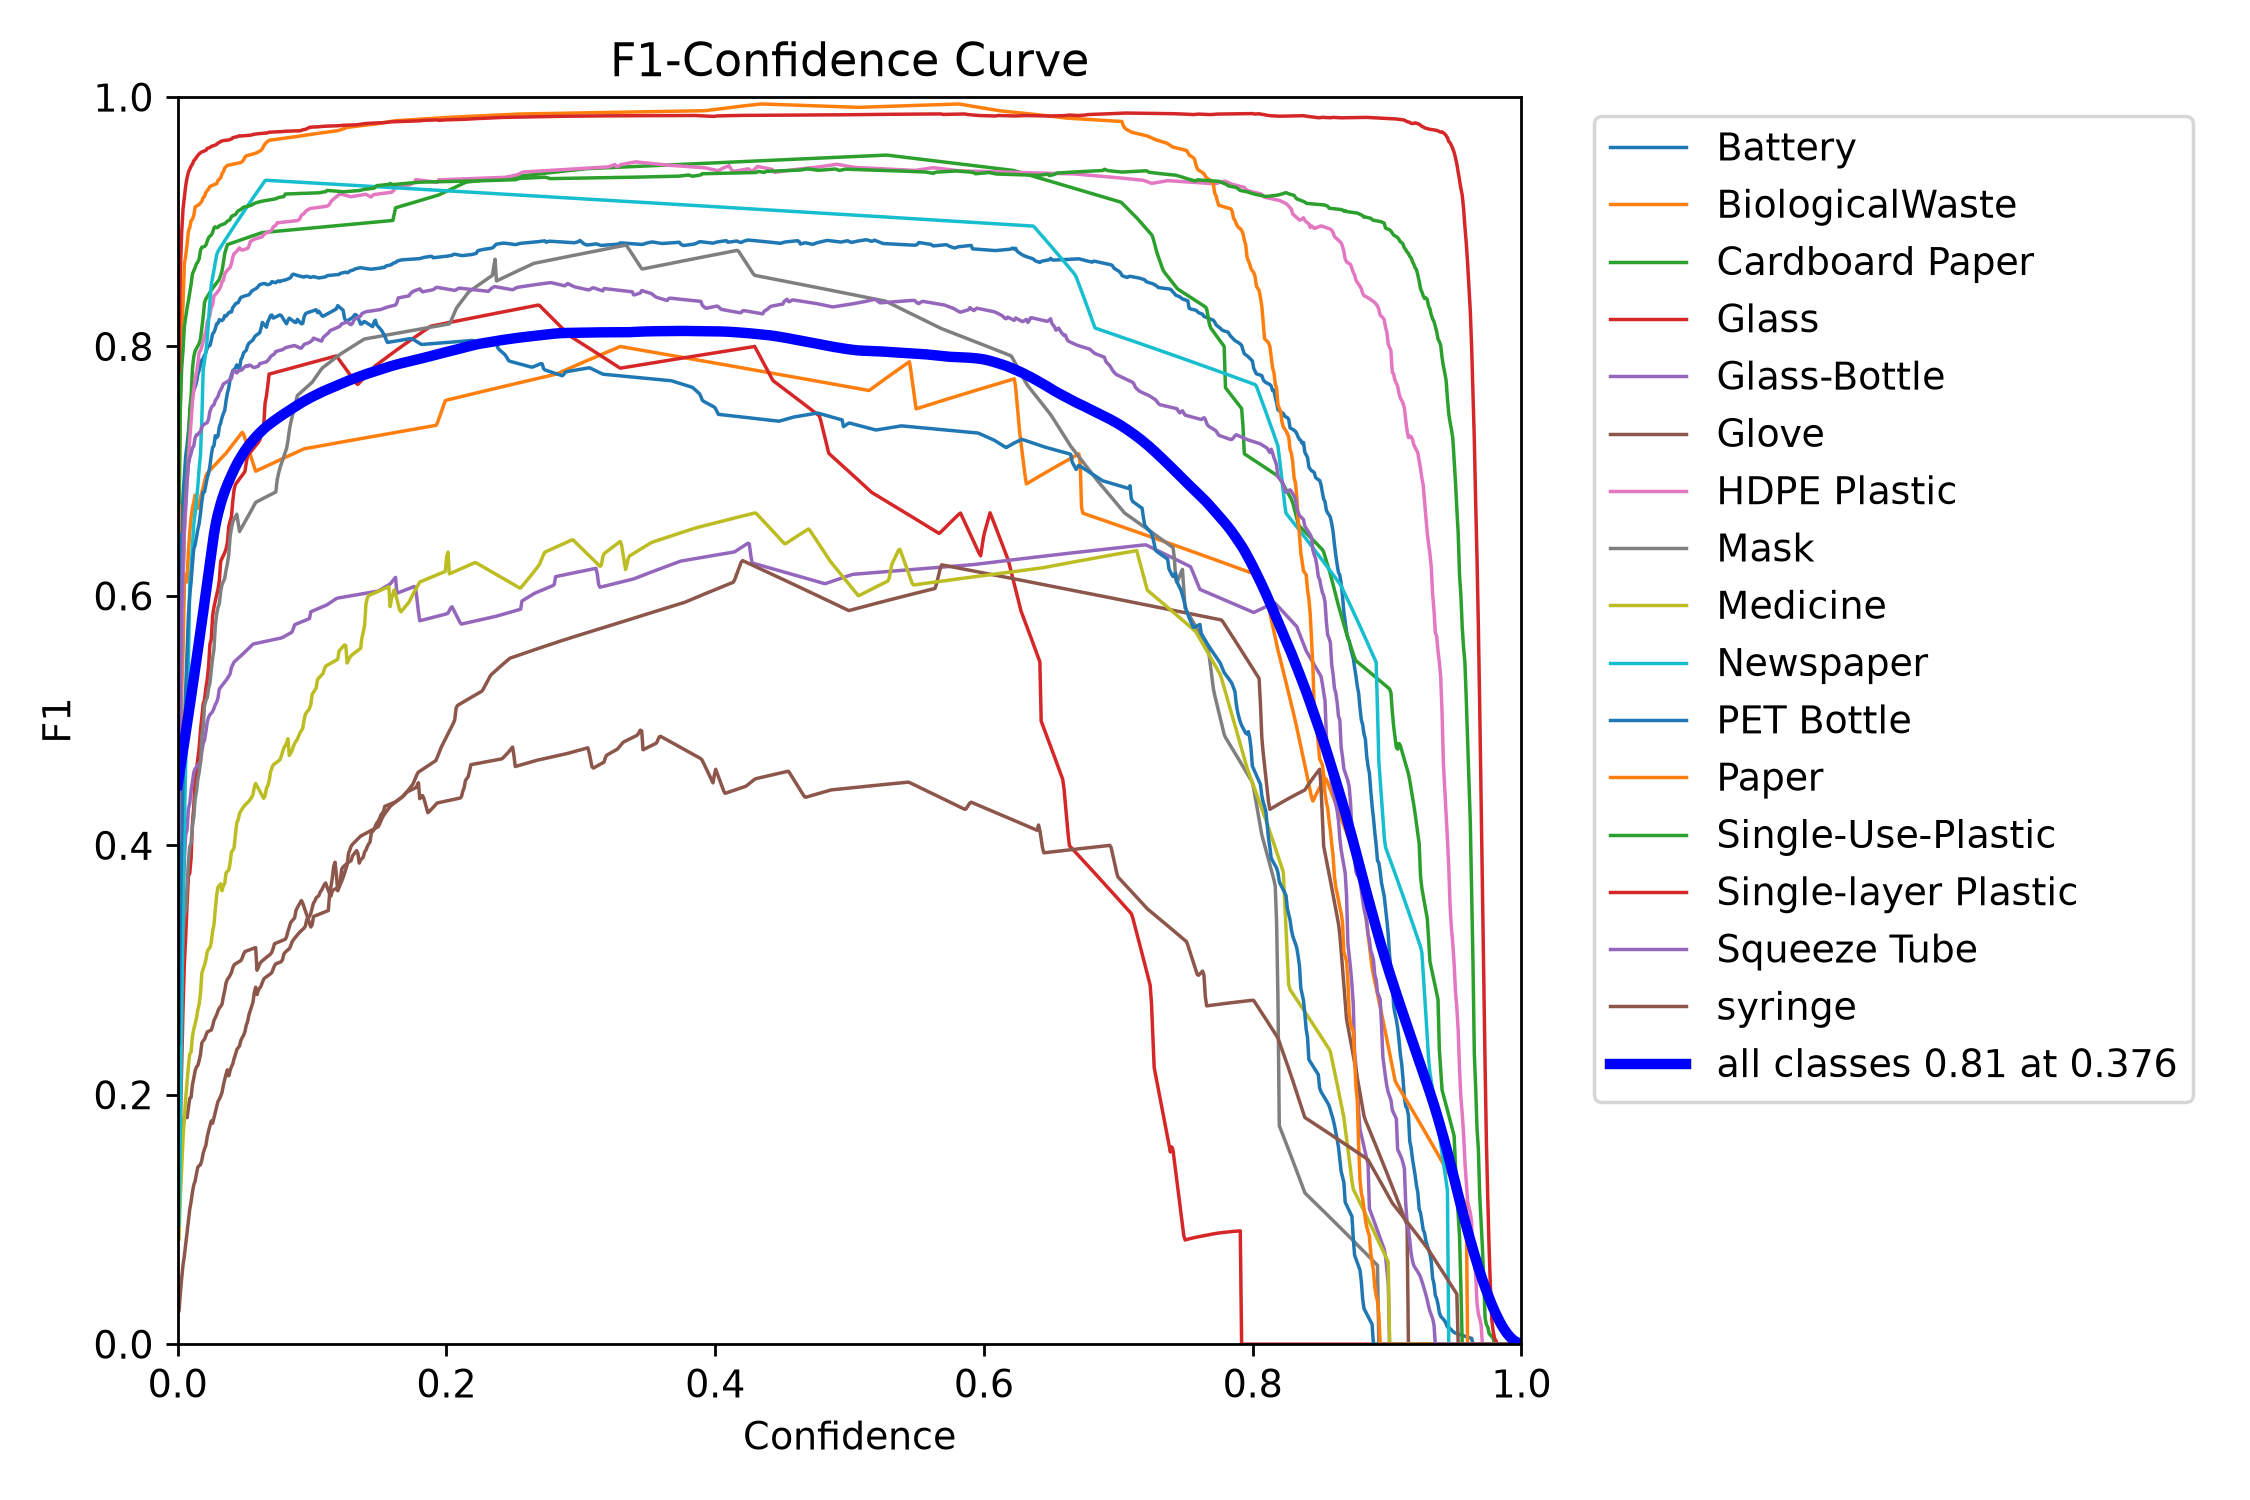 F1-Confidence Curve
1.0
0.8
0.6
0.4
0.2
0.0
F1
0.0 0.2 0.4 0.6 0.8 1.0
Confidence
Battery
BiologicalWaste
Cardboard Paper
Glass
Glass-Bottle
Glove
HDPE Plastic
Mask
Medicine
Newspaper
PET Bottle
Paper
Single-Use-Plastic
Single-layer Plastic
Squeeze Tube
syringe
all classes 0.81 at 0.376